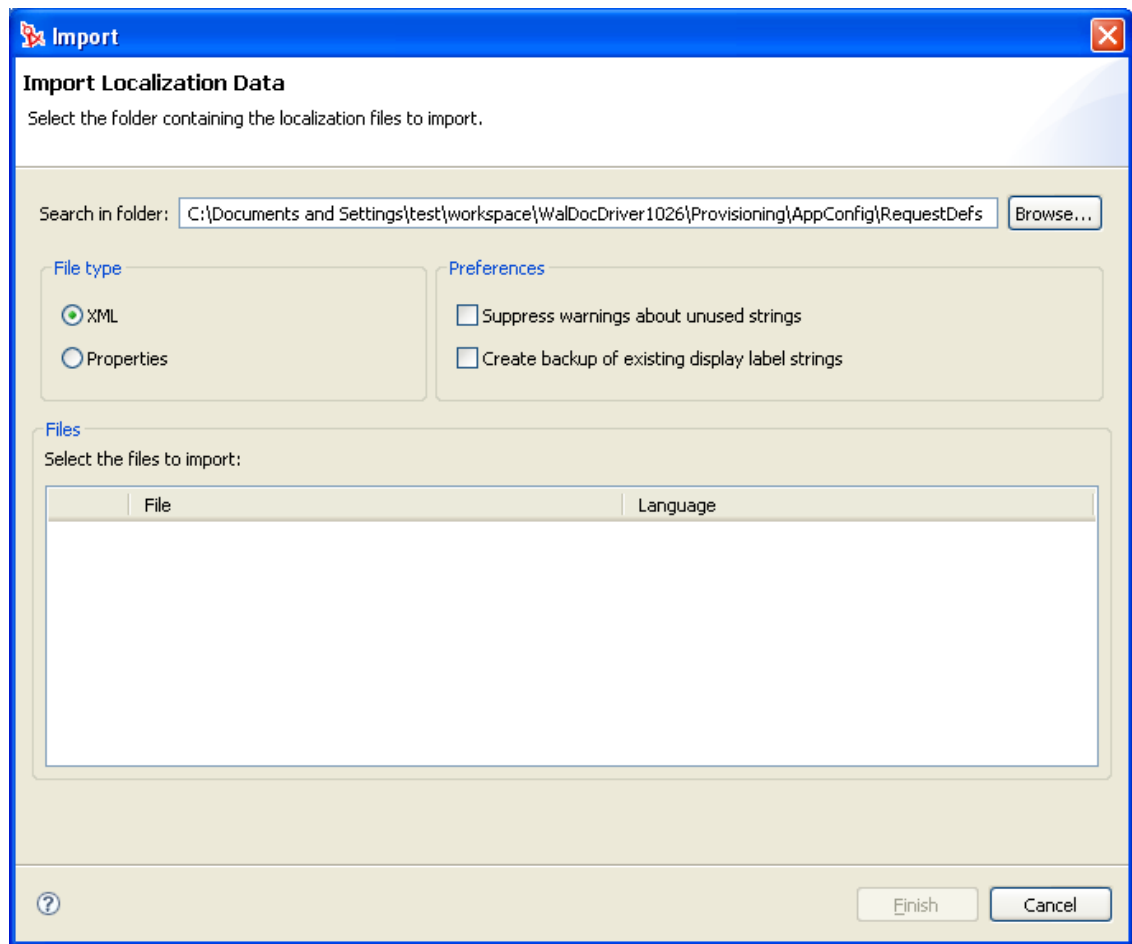 Import
Import Localization Data
Select the folder containing the localization files to import.
Search in folder: C:\Documents and Settings\test\workspace\WalDocDriver1026\Provisioning\AppConfig\RequestDefs Browse...
File type Preferences
XML Suppress warnings about unused strings
Properties Create backup of existing display label strings
Files
Select the files to import:
File Language
? Finish Cancel